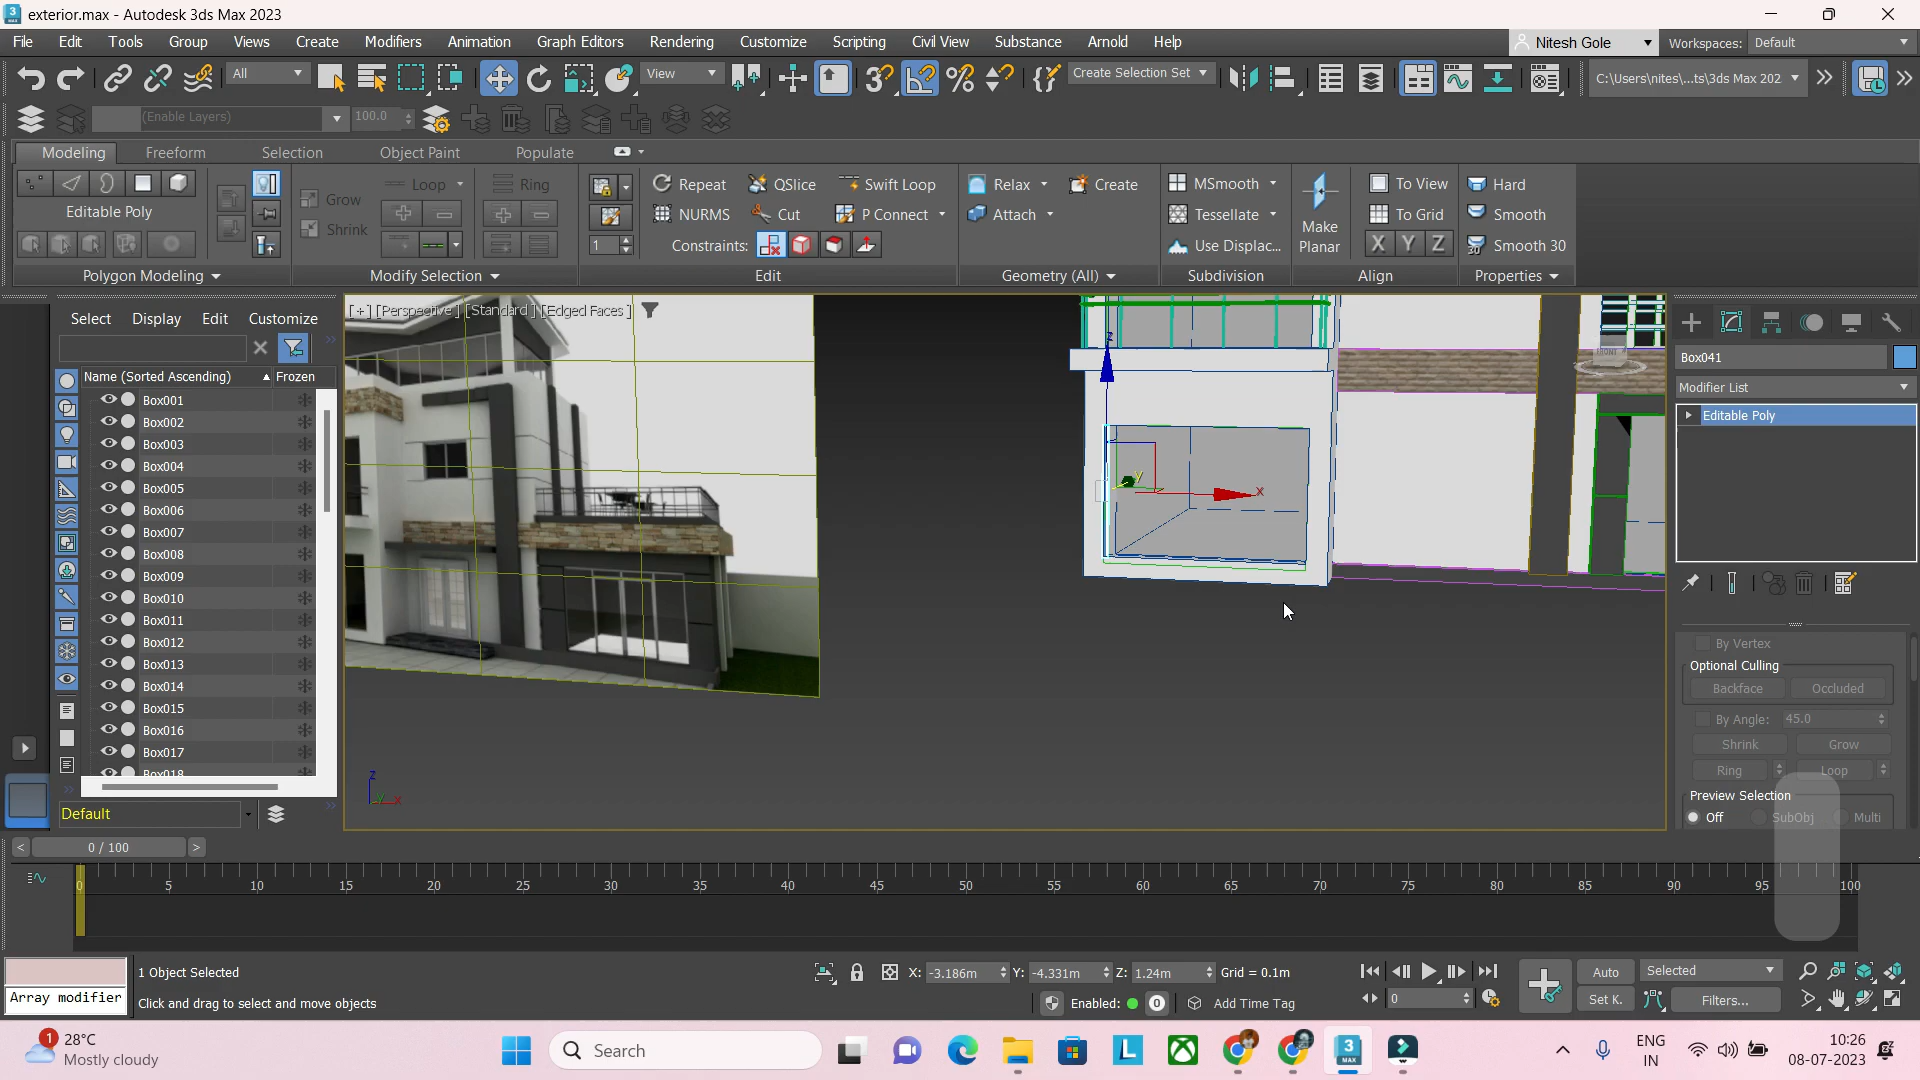 exterior.max - Autodesk 3ds Max 2023
File Edit Tools Group Views Create Modifiers Animation Graph Editors Rendering Customize Scripting Civil View Substance Arnold Help
Nitesh Gole Workspaces: Default
All View Create Selection Set C:\Users\nites\...ts\3ds Max 202
(Enable Layers) 100.0
Modeling Freeform Selection Object Paint Populate
Loop Ring Repeat QSlice Swift Loop Relax Create MSmooth To View Hard
Grow NURMS Cut P Connect Attach Tessellate To Grid Smooth
Editable Poly
Shrink 1 Constraints: Use Displac... Make Planar X Y Z Smooth 30
Polygon Modeling Modify Selection Edit Geometry (All) Subdivision Align Properties
Select Display Edit Customize
[+] [Perspective] [Standard] [Edged Faces]
Name (Sorted Ascending) Frozen
Box001
Box002
Box003
Box004
Box005
Box006
Box007
Box008
Box009
Box010
Box011
Box012
Box013
Box014
Box015
Box016
Box017
Box018
Default
z
y
x
FRONT
z
y x
Box041
Modifier List
Editable Poly
By Vertex
Optional Culling
Backface Occluded
By Angle: 45.0
Shrink Grow
Ring Loop
Preview Selection
Off SubObj Multi
< 0 / 100 >
0 5 10 15 20 25 30 35 40 45 50 55 60 65 70 75 80 85 90 95 100
1 Object Selected X: -3.186m Y: -4.331m Z: 1.24m Grid = 0.1m Auto Selected
Array modifier Click and drag to select and move objects Enabled: 0 Add Time Tag 0 Set K. Filters...
1 28°C
Mostly cloudy
Search
ENG
IN
10:26
08-07-2023